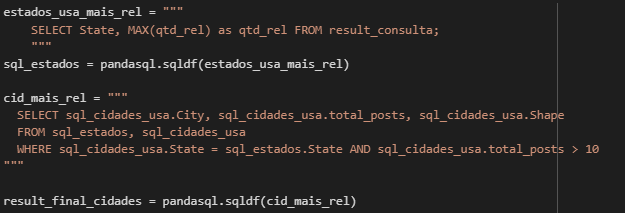 estados_usa_mais_rel = """
SELECT State, MAX(qtd_rel) as qtd_rel FROM result_consulta;
"""
sql_estados = pandasql.sqldf(estados_usa_mais_rel)
cid_mais_rel = """
SELECT sql_cidades_usa.City, sql_cidades_usa.total_posts, sql_cidades_usa.Shape
FROM sql_estados, sql_cidades_usa
WHERE sql_cidades_usa.State = sql_estados.State AND sql_cidades_usa.total_posts > 10
"""
result_final_cidades = pandasql.sqldf(cid_mais_rel)